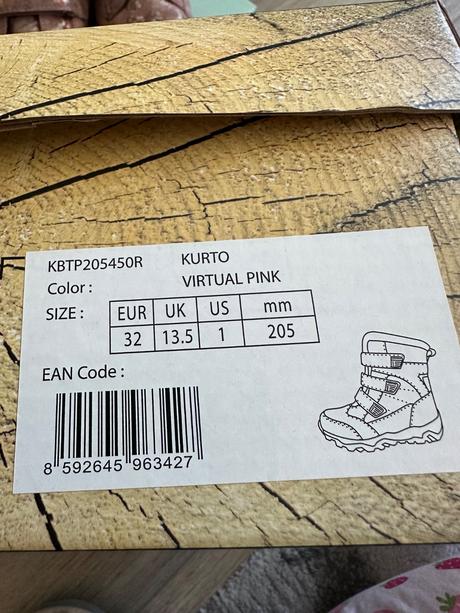 KBTP205450R KURTO
Color : VIRTUAL PINK
SIZE : EUR UK US mm
32 13.5 1 205
EAN Code :
8 592645 963427